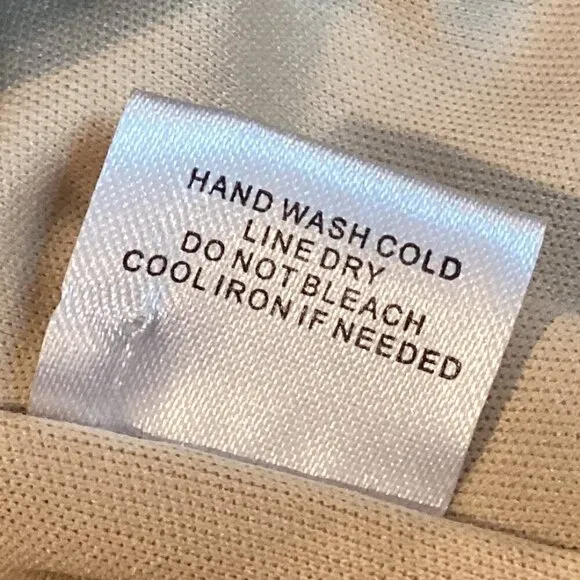 HAND WASH COLD
LINE DRY
DO NOT BLEACH
COOL IRON IF NEEDED